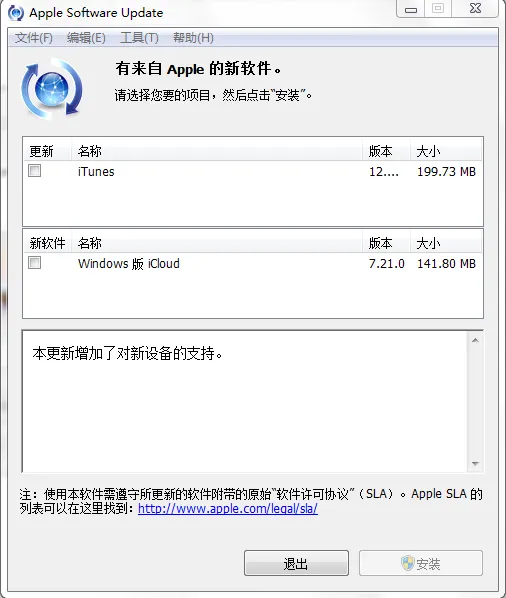 Apple Software Update
文件(F) 编辑(E) 工具(T) 帮助(H)
有来自 Apple 的新软件。
请选择您要的项目，然后点击“安装”。
更新 名称 版本 大小
iTunes 12.... 199.73 MB
新软件 名称 版本 大小
Windows 版 iCloud 7.21.0 141.80 MB
本更新增加了对新设备的支持。
注：使用本软件需遵守所更新的软件附带的原始“软件许可协议”（SLA）。Apple SLA 的
列表可以在这里找到：http://www.apple.com/legal/sla/
退出 安装